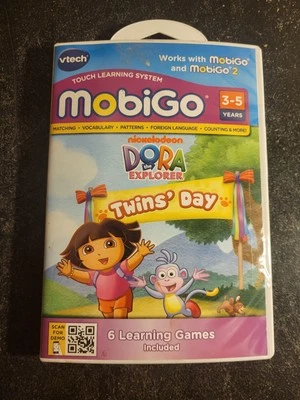 vtech
Works with MobiGo
and MobiGo 2
TOUCH LEARNING SYSTEM
MobiGo
3-5
YEARS
MATCHING • VOCABULARY • PATTERNS • FOREIGN LANGUAGE • COUNTING & MORE!
nickelodeon
DORA
the
EXPLORER
Twins' Day
SCAN
FOR
DEMO
6 Learning Games
Included